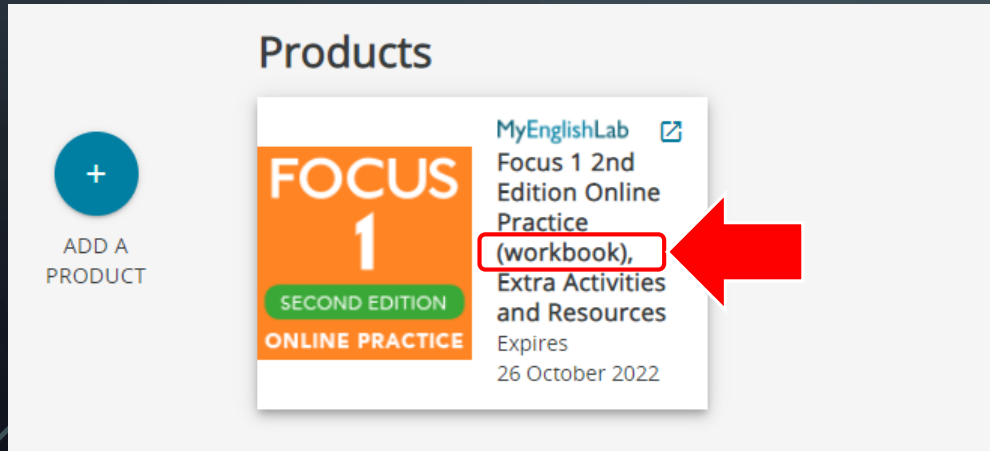 Products
+
ADD A
PRODUCT
FOCUS
1
SECOND EDITION
ONLINE PRACTICE
MyEnglishLab
Focus 1 2nd
Edition Online
Practice
(workbook),
Extra Activities
and Resources
Expires
26 October 2022